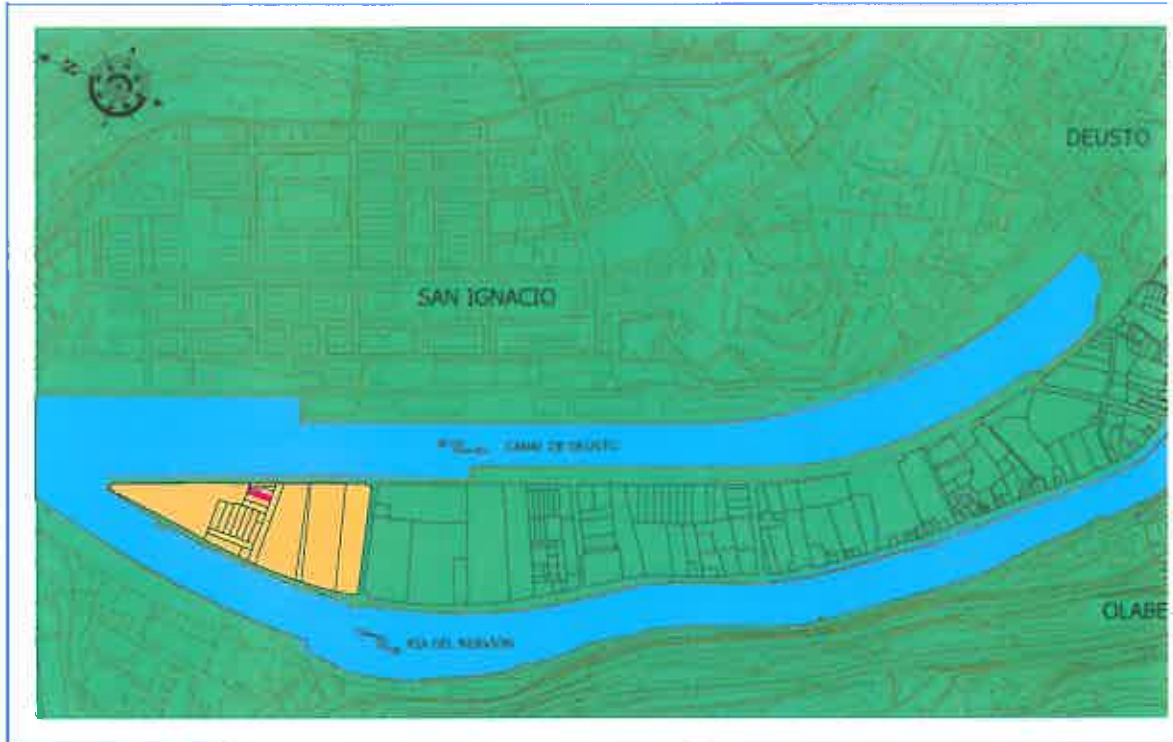 N
DEUSTO
SAN IGNACIO
CANAL DE DEUSTO
OLABE
RIA DEL NERVION